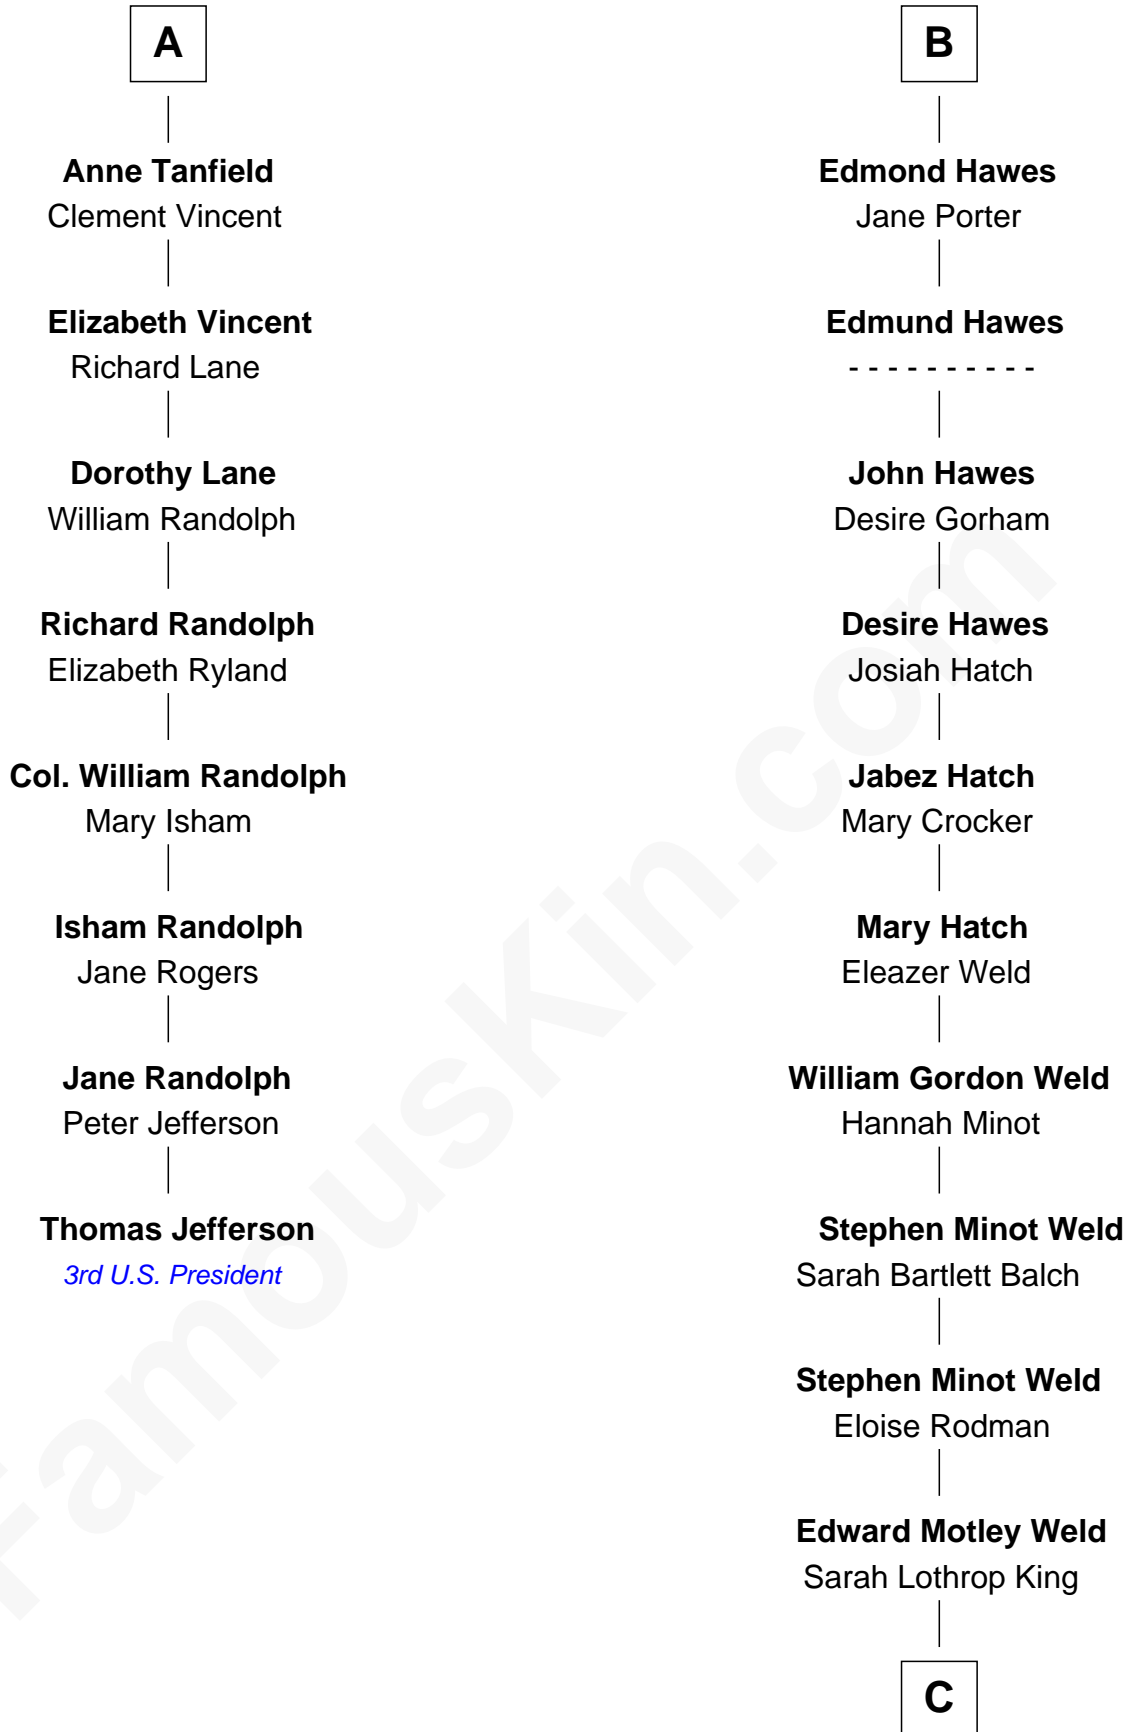 A
Anne Tanfield
Clement Vincent
Elizabeth Vincent
Richard Lane
Dorothy Lane
William Randolph
Richard Randolph
Elizabeth Ryland
Col. William Randolph
Mary Isham
Isham Randolph
Jane Rogers
Jane Randolph
Peter Jefferson
Thomas Jefferson
3rd U.S. President
B
Edmond Hawes
Jane Porter
Edmund Hawes
- - - - - - - - - -
John Hawes
Desire Gorham
Desire Hawes
Josiah Hatch
Jabez Hatch
Mary Crocker
Mary Hatch
Eleazer Weld
William Gordon Weld
Hannah Minot
Stephen Minot Weld
Sarah Bartlett Balch
Stephen Minot Weld
Eloise Rodman
Edward Motley Weld
Sarah Lothrop King
C
FamousKin.com